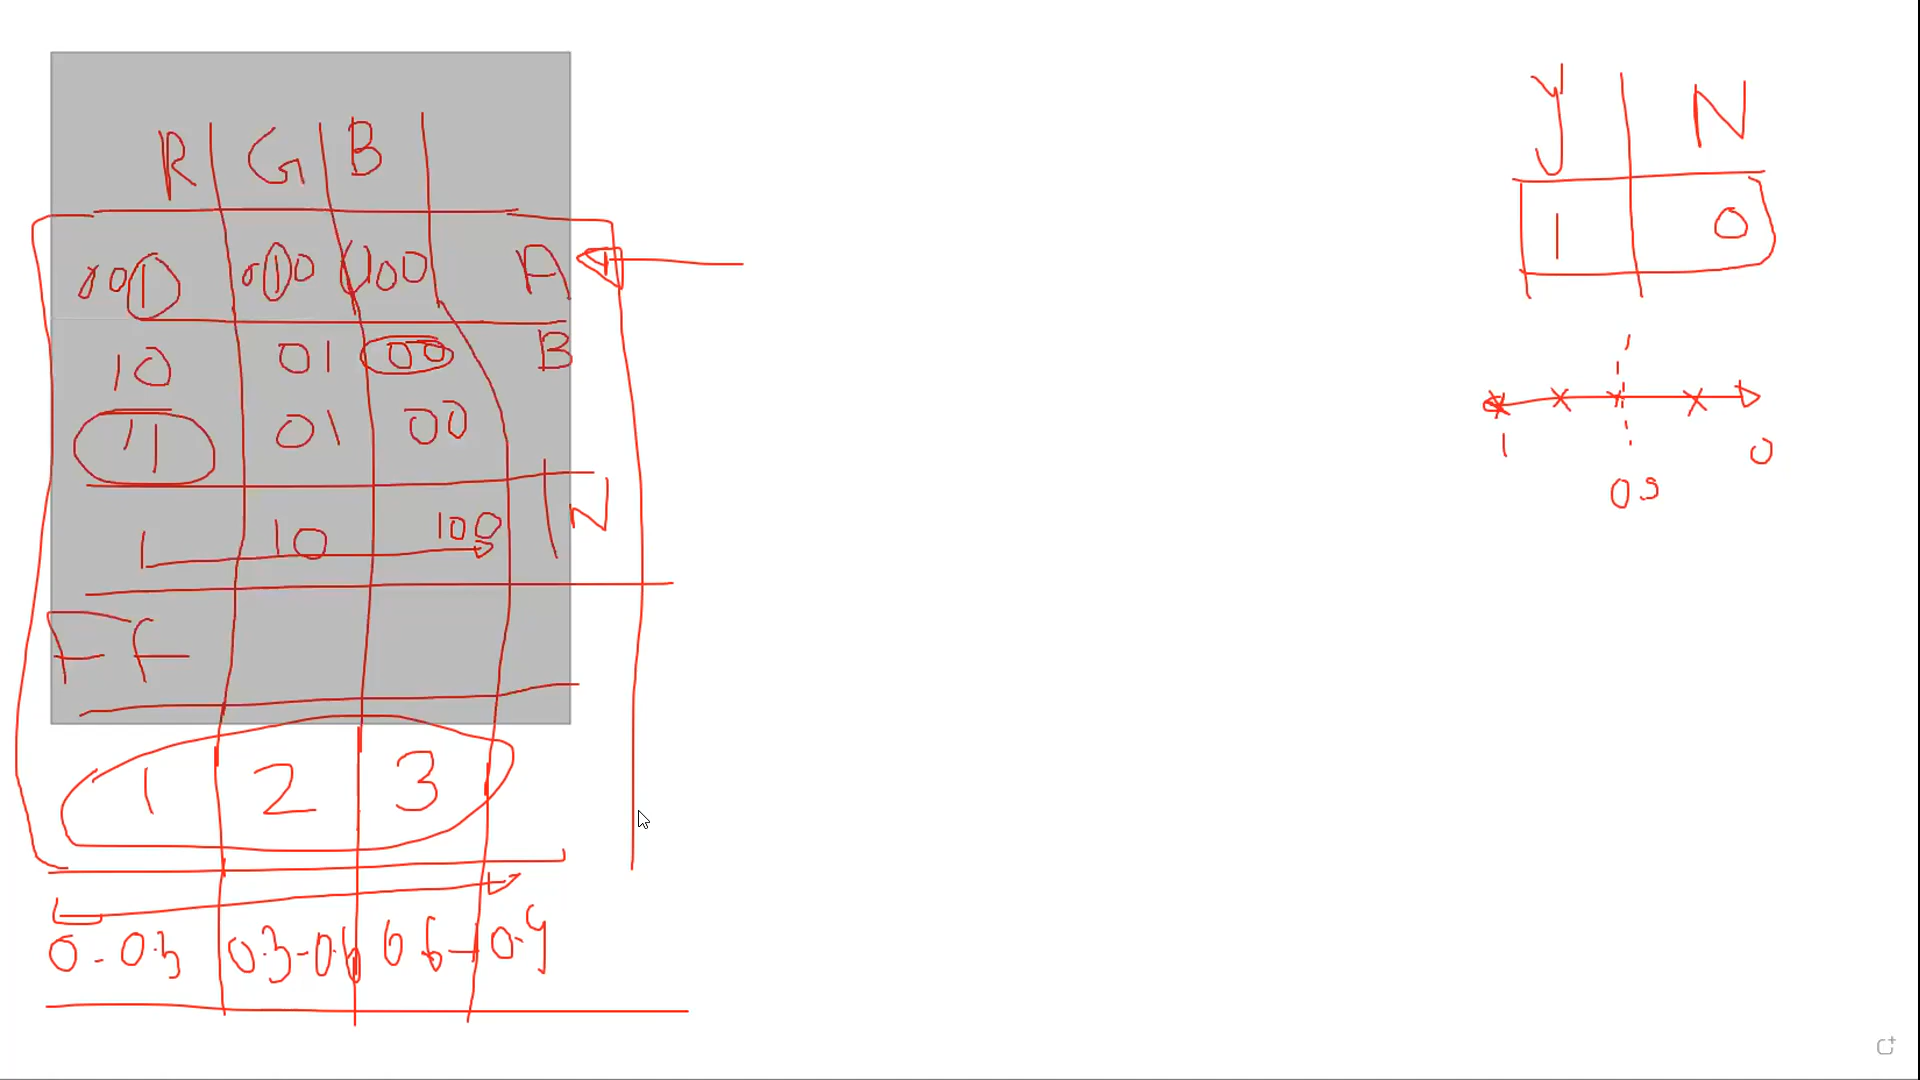 R G B
001 010 100 A
10 01 00 B
11 01 00
1 10 100 N
FF
1 2 3
0-0.3 0.3-0.6 0.6-0.9
Y N
1 0
1 0
0.5